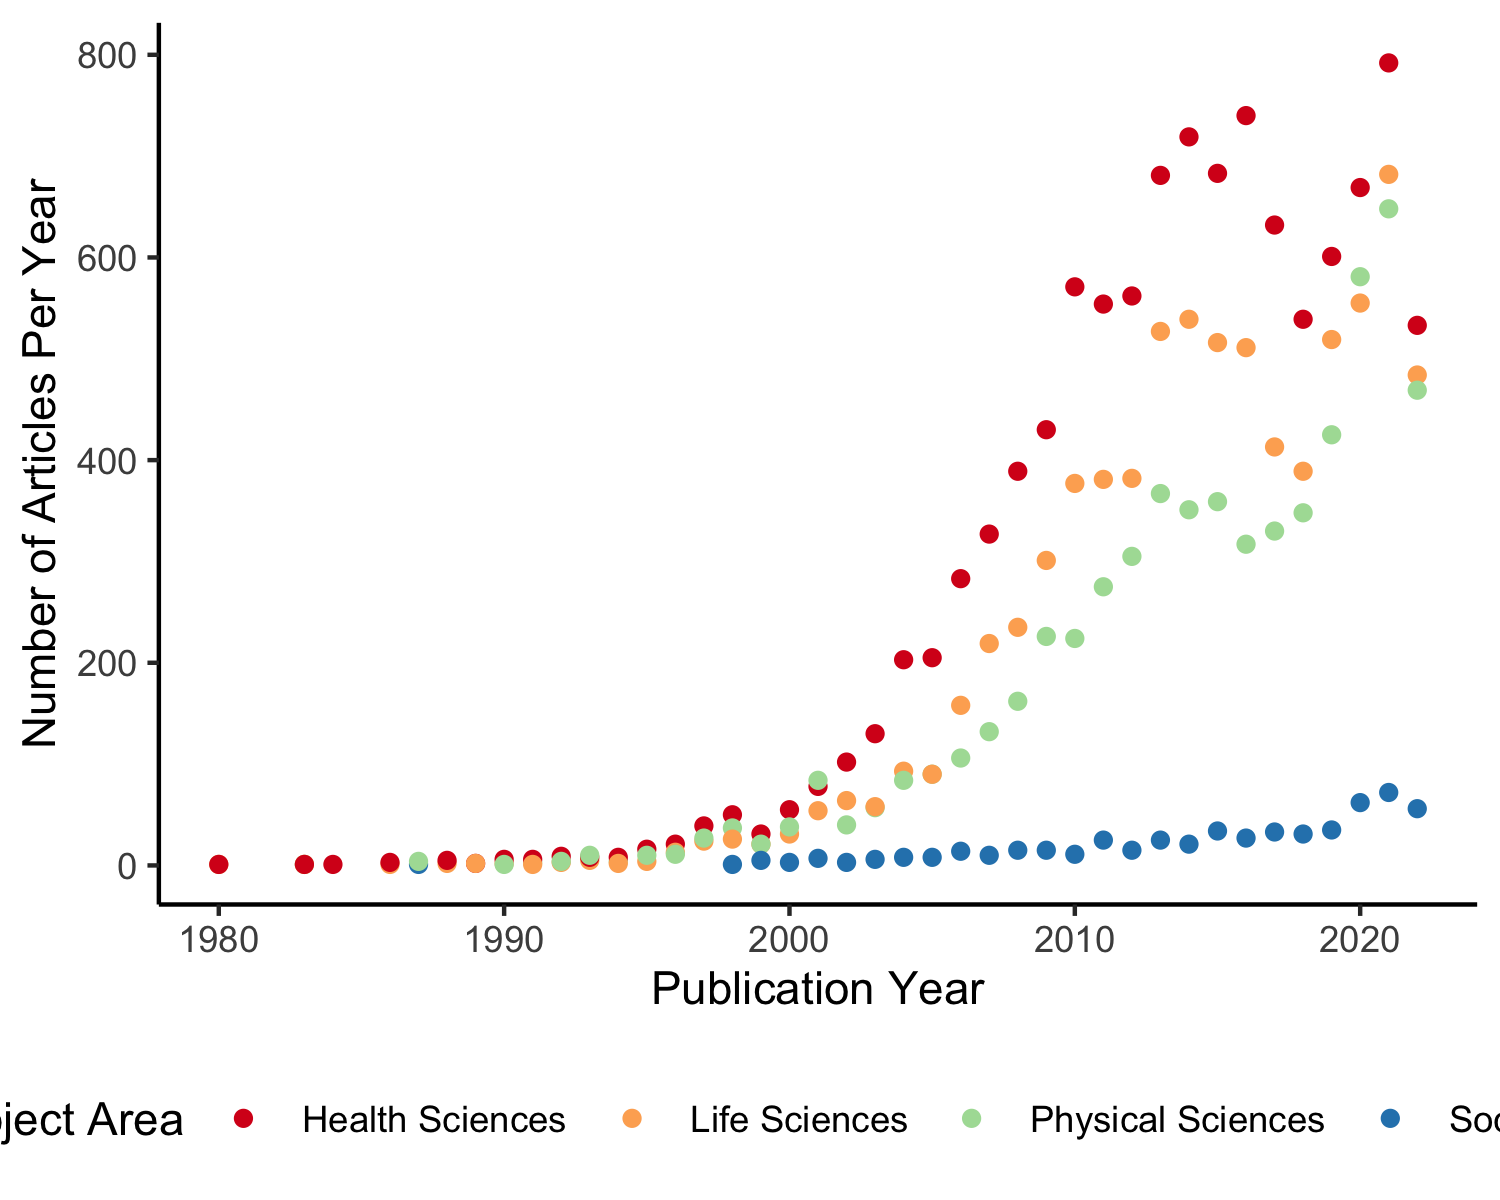 800
600
400
200
0
Number of Articles Per Year
1980 1990 2000 2010 2020
Publication Year
ject Area Health Sciences Life Sciences Physical Sciences